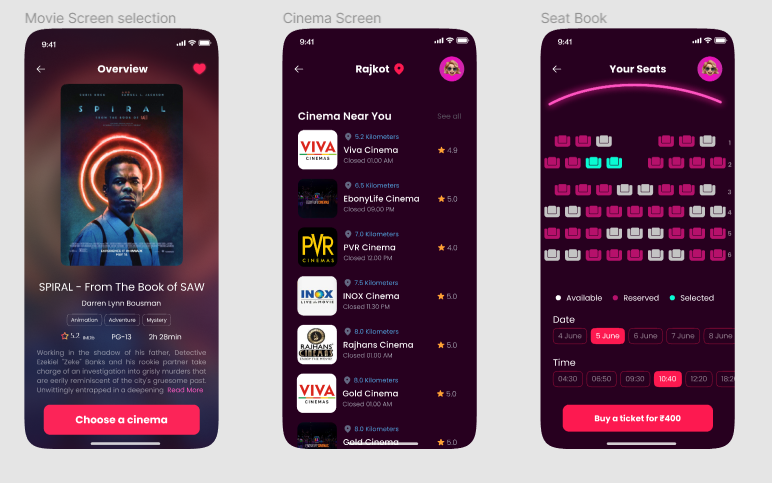 Movie Screen selection
9:41
Overview
SPIRAL
FROM THE BOOK OF SAW
SPIRAL - From The Book of SAW
Darren Lynn Bousman
Animation
Adventure
Mystery
5.2
PG-13
2h 28min
Working in the shadow of his father, Detective
Ezekiel "Zeke" Banks and his rookie partner take
charge of an investigation into grisly murders that
are eerily reminiscent of the city's gruesome past.
Unwittingly entrapped in a deepening Read More
Choose a cinema
Cinema Screen
9:41
Rajkot
Cinema Near You
See all
VIVA
CINEMAS
5.2 Kilometers
Viva Cinema
4.9
Closed 01.00 AM
6.5 Kilometers
EbonyLife Cinema
5.0
Closed 09.00 PM
PVR
CINEMAS
7.0 Kilometers
PVR Cinema
4.0
Closed 12.00 PM
INOX
LIVE the MOVIE
7.5 Kilometers
INOX Cinema
5.0
Closed 11.30 PM
RAJHANS
CINEMAS
8.0 Kilometers
Rajhans Cinema
5.0
Closed 01.00 AM
VIVA
CINEMAS
8.0 Kilometers
Gold Cinema
5.0
Closed 01.00 AM
8.0 Kilometers
Gold Cinema
5.0
Seat Book
9:41
Your Seats
1
2
3
4
5
6
Available
Reserved
Selected
Date
4 June
5 June
6 June
7 June
8 June
Time
04:30
06:50
09:30
10:40
12:20
18:20
Buy a ticket for ₹400